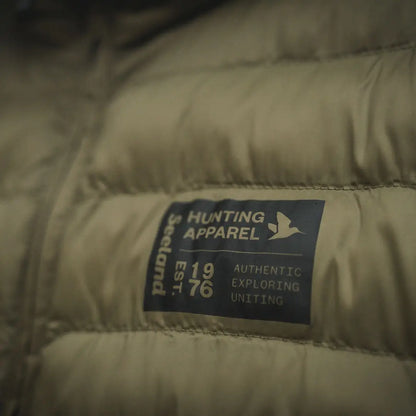 Seeland
HUNTING
APPAREL
EST.
19
76
AUTHENTIC
EXPLORING
UNITING